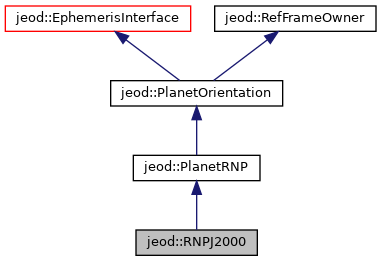 jeod::EphemerisInterface
jeod::RefFrameOwner
jeod::PlanetOrientation
jeod::PlanetRNP
jeod::RNPJ2000